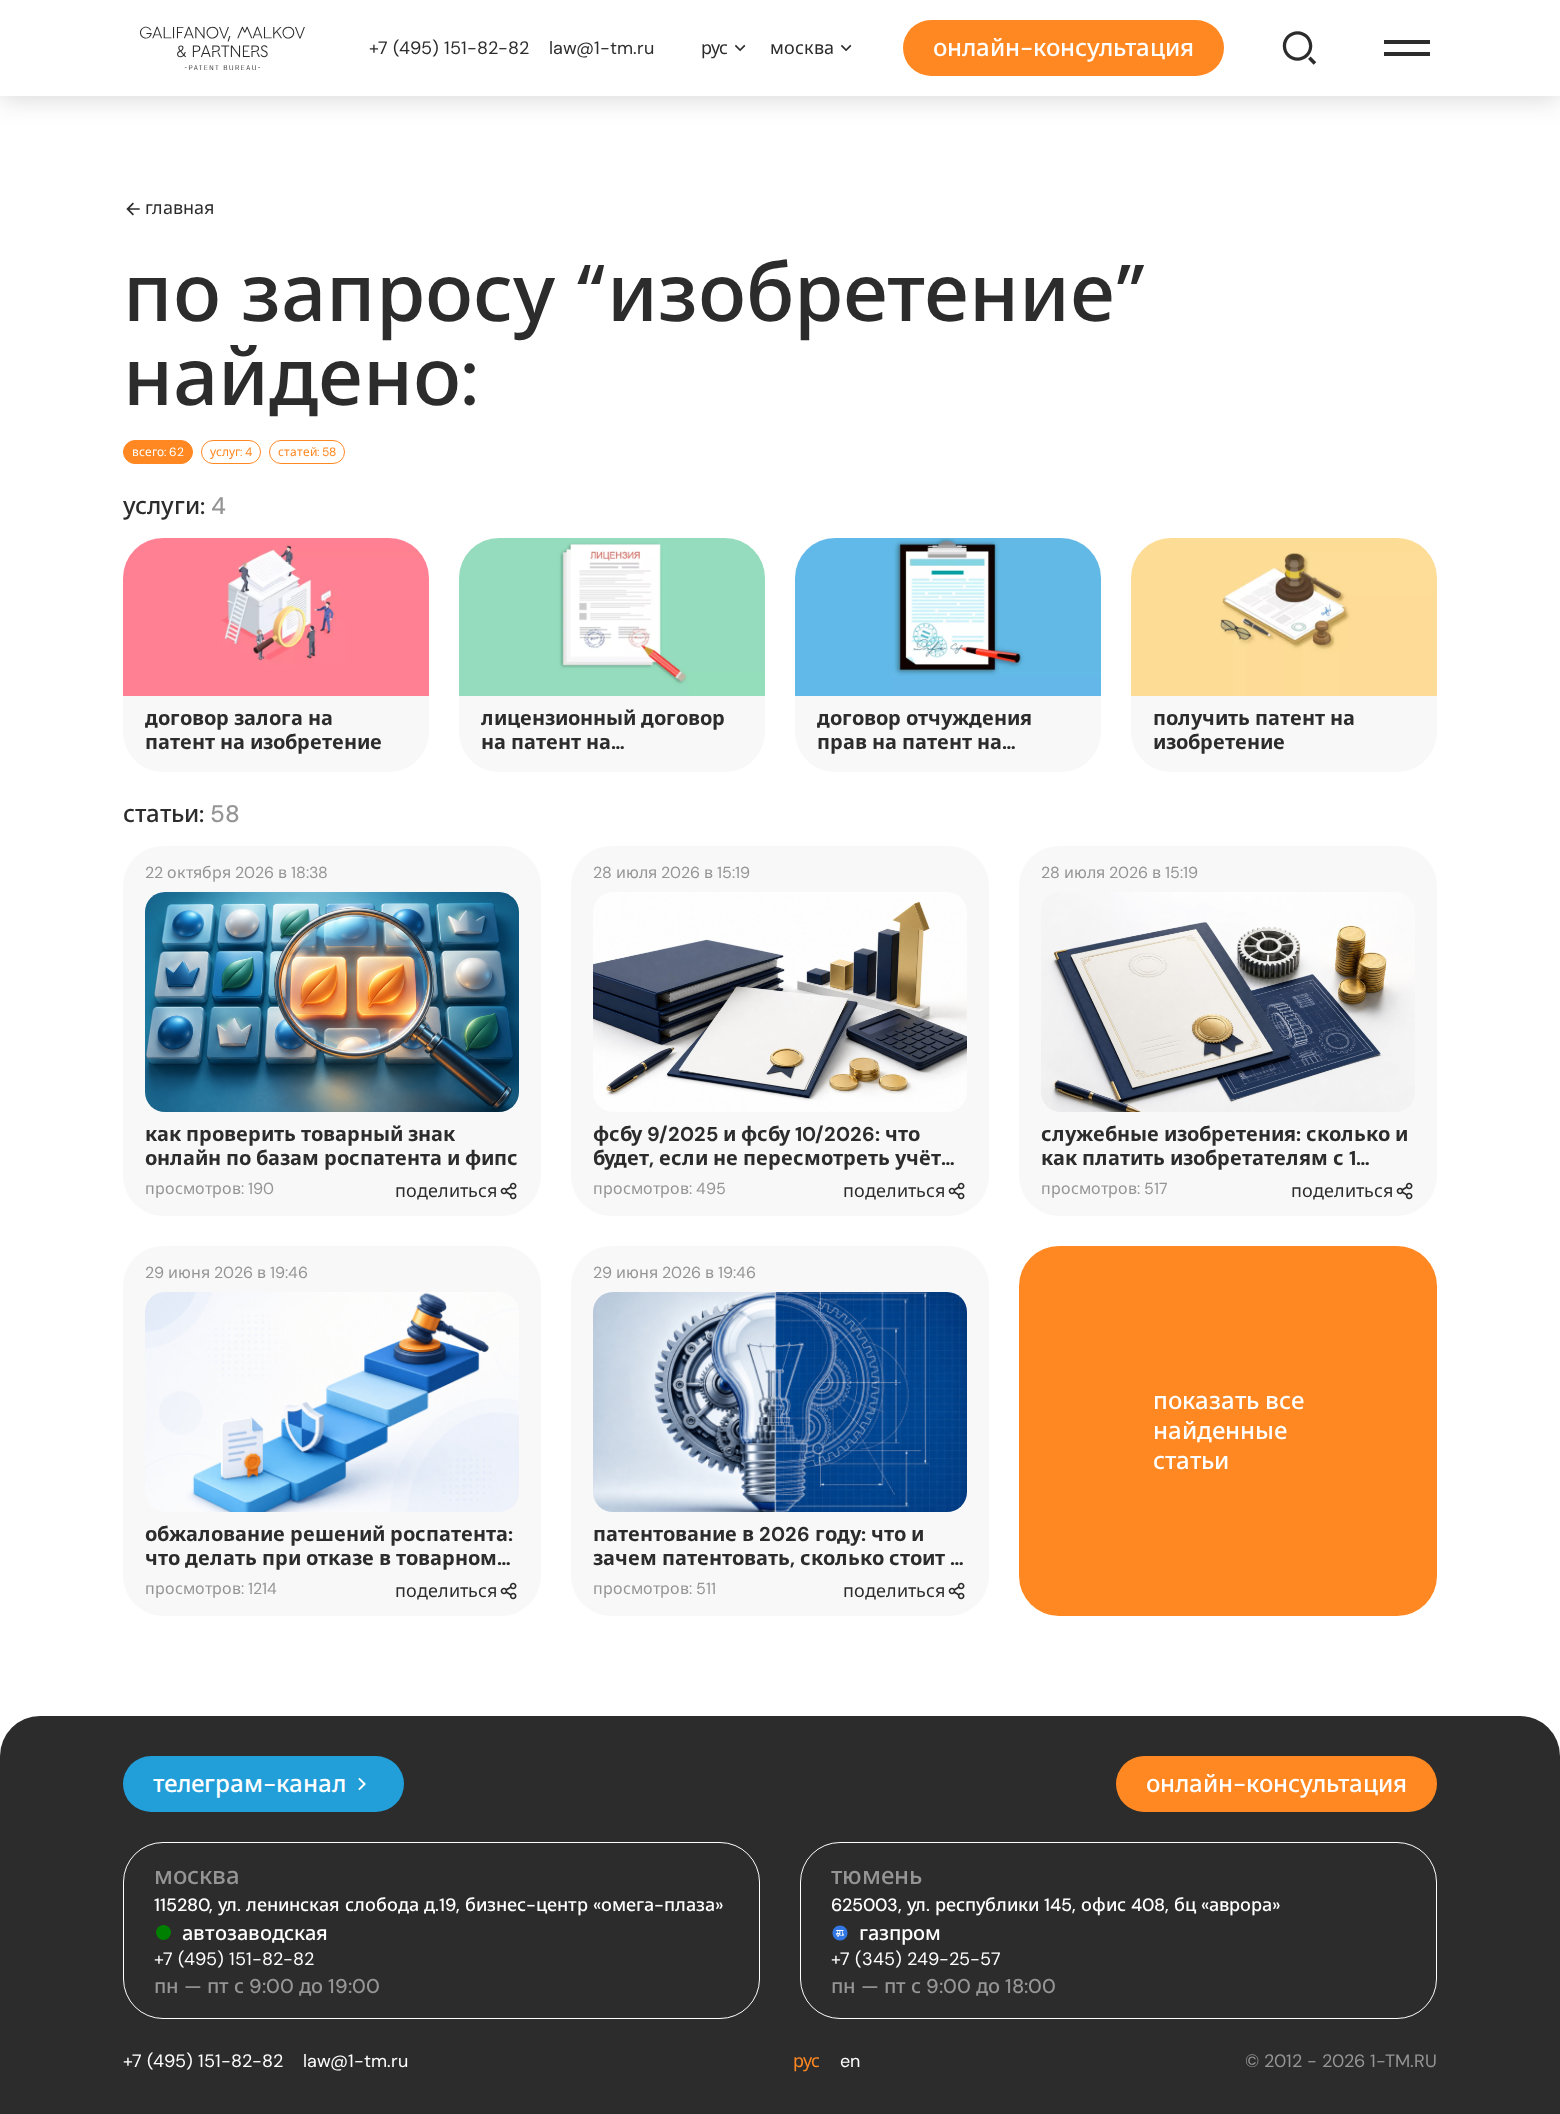 GALIFANOV, MALKOV
& PARTNERS
-PATENT BUREAU-
+7 (495) 151-82-82 law@1-tm.ru рус москва онлайн-консультация
главная
по запросу “изобретение”
найдено:
всего: 62 услуг: 4 статей: 58
услуги: 4
ЛИЦЕНЗИЯ
договор залога на
патент на изобретение
лицензионный договор
на патент на...
договор отчуждения
прав на патент на...
получить патент на
изобретение
статьи: 58
22 октября 2026 в 18:38
как проверить товарный знак
онлайн по базам роспатента и фипс
просмотров: 190 поделиться
28 июля 2026 в 15:19
фсбу 9/2025 и фсбу 10/2026: что
будет, если не пересмотреть учёт...
просмотров: 495 поделиться
28 июля 2026 в 15:19
служебные изобретения: сколько и
как платить изобретателям с 1...
просмотров: 517 поделиться
29 июня 2026 в 19:46
обжалование решений роспатента:
что делать при отказе в товарном...
просмотров: 1214 поделиться
29 июня 2026 в 19:46
патентование в 2026 году: что и
зачем патентовать, сколько стоит ...
просмотров: 511 поделиться
показать все
найденные
статьи
телеграм-канал онлайн-консультация
москва
115280, ул. ленинская слобода д.19, бизнес-центр «омега-плаза»
автозаводская
+7 (495) 151-82-82
пн — пт с 9:00 до 19:00
тюмень
625003, ул. республики 145, офис 408, бц «аврора»
газпром
+7 (345) 249-25-57
пн — пт с 9:00 до 18:00
+7 (495) 151-82-82 law@1-tm.ru рус en © 2012 - 2026 1-TM.RU